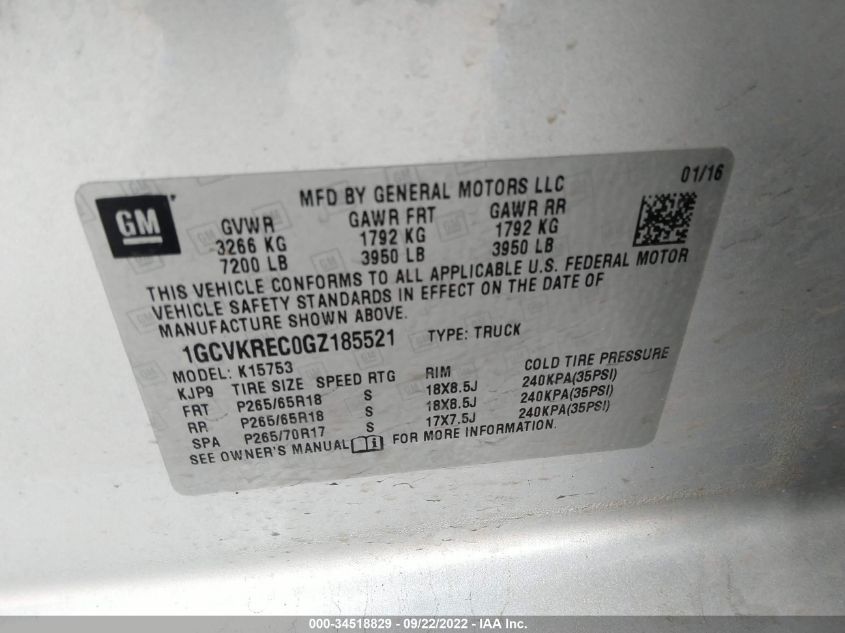 GM
MFD BY GENERAL MOTORS LLC
01/16
GVWR GAWR FRT GAWR RR
3266 KG 1792 KG 1792 KG
7200 LB 3950 LB 3950 LB
THIS VEHICLE CONFORMS TO ALL APPLICABLE U.S. FEDERAL MOTOR
VEHICLE SAFETY STANDARDS IN EFFECT ON THE DATE OF
MANUFACTURE SHOWN ABOVE.
1GCVKREC0GZ185521 TYPE: TRUCK
MODEL: K15753
KJP9 TIRE SIZE SPEED RTG RIM COLD TIRE PRESSURE
FRT P265/65R18 S 18X8.5J 240KPA(35PSI)
RR P265/65R18 S 18X8.5J 240KPA(35PSI)
SPA P265/70R17 S 17X7.5J 240KPA(35PSI)
SEE OWNER'S MANUAL FOR MORE INFORMATION.
000-34518829 - 09/22/2022 - IAA Inc.